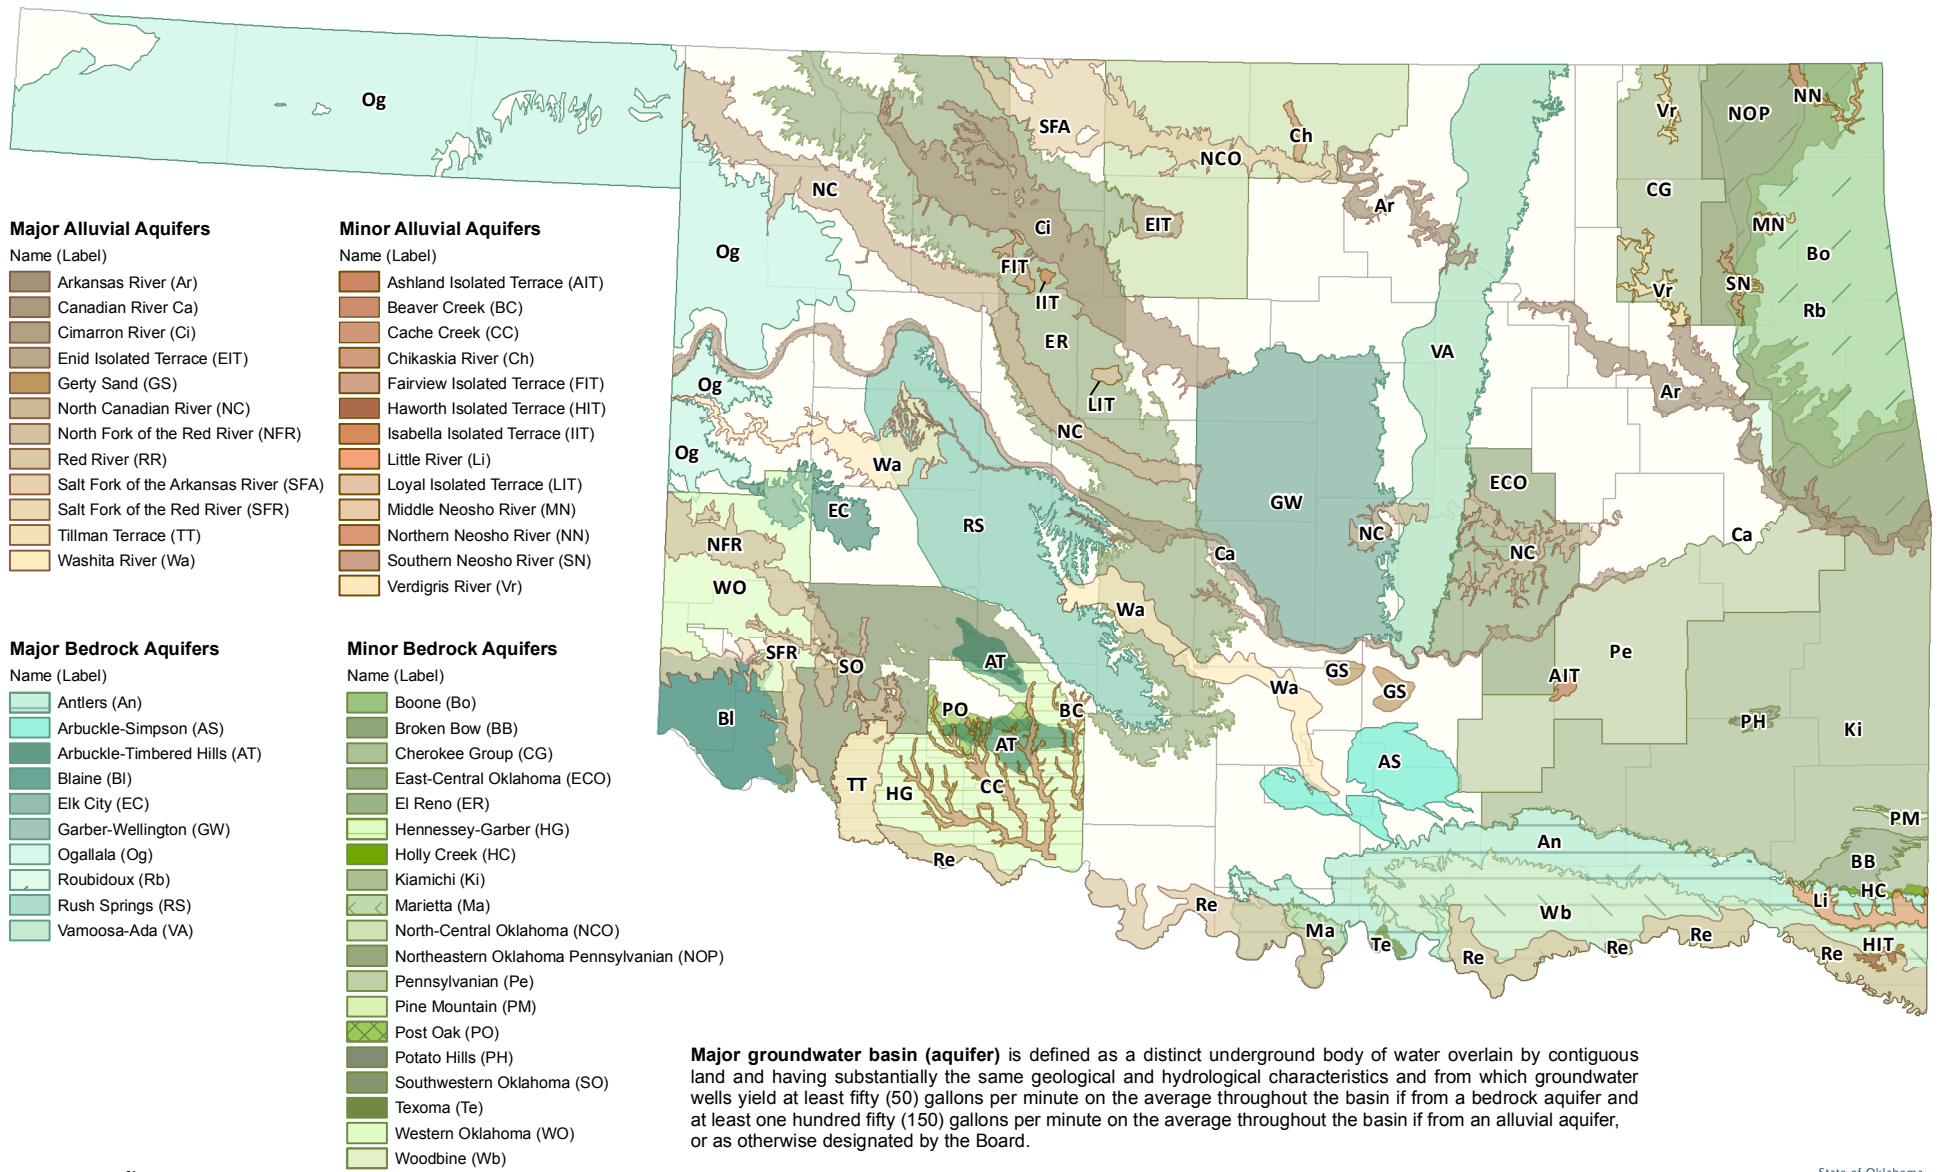 Og
NN
Vr
NOP
SFA
Ch
NCO
NC
CG
Ar
MN
EIT
Ci
Og
Bo
FIT
SN
Vr
IIT
Rb
ER
VA
Og
Ar
LIT
NC
Og
Wa
ECO
EC
GW
RS
NC
Ca
NFR
NC
Ca
WO
Wa
SFR
Pe
AT
SO
GS
AIT
Wa
GS
PO
BC
Bl
PH
Ki
AT
AS
TT
CC
HG
PM
An
Re
BB
HC
Li
Re
Wb
Ma
Re
Te
HIT
Re
Re
Re
Major Alluvial Aquifers
Name (Label)
Arkansas River (Ar)
Canadian River Ca)
Cimarron River (Ci)
Enid Isolated Terrace (EIT)
Gerty Sand (GS)
North Canadian River (NC)
North Fork of the Red River (NFR)
Red River (RR)
Salt Fork of the Arkansas River (SFA)
Salt Fork of the Red River (SFR)
Tillman Terrace (TT)
Washita River (Wa)
Minor Alluvial Aquifers
Name (Label)
Ashland Isolated Terrace (AIT)
Beaver Creek (BC)
Cache Creek (CC)
Chikaskia River (Ch)
Fairview Isolated Terrace (FIT)
Haworth Isolated Terrace (HIT)
Isabella Isolated Terrace (IIT)
Little River (Li)
Loyal Isolated Terrace (LIT)
Middle Neosho River (MN)
Northern Neosho River (NN)
Southern Neosho River (SN)
Verdigris River (Vr)
Major Bedrock Aquifers
Name (Label)
Antlers (An)
Arbuckle-Simpson (AS)
Arbuckle-Timbered Hills (AT)
Blaine (Bl)
Elk City (EC)
Garber-Wellington (GW)
Ogallala (Og)
Roubidoux (Rb)
Rush Springs (RS)
Vamoosa-Ada (VA)
Minor Bedrock Aquifers
Name (Label)
Boone (Bo)
Broken Bow (BB)
Cherokee Group (CG)
East-Central Oklahoma (ECO)
El Reno (ER)
Hennessey-Garber (HG)
Holly Creek (HC)
Kiamichi (Ki)
Marietta (Ma)
North-Central Oklahoma (NCO)
Northeastern Oklahoma Pennsylvanian (NOP)
Pennsylvanian (Pe)
Pine Mountain (PM)
Post Oak (PO)
Potato Hills (PH)
Southwestern Oklahoma (SO)
Texoma (Te)
Western Oklahoma (WO)
Woodbine (Wb)
Major groundwater basin (aquifer) is defined as a distinct underground body of water overlain by contiguous
land and having substantially the same geological and hydrological characteristics and from which groundwater
wells yield at least fifty (50) gallons per minute on the average throughout the basin if from a bedrock aquifer and
at least one hundred fifty (150) gallons per minute on the average throughout the basin if from an alluvial aquifer,
or as otherwise designated by the Board.
State of Oklahoma